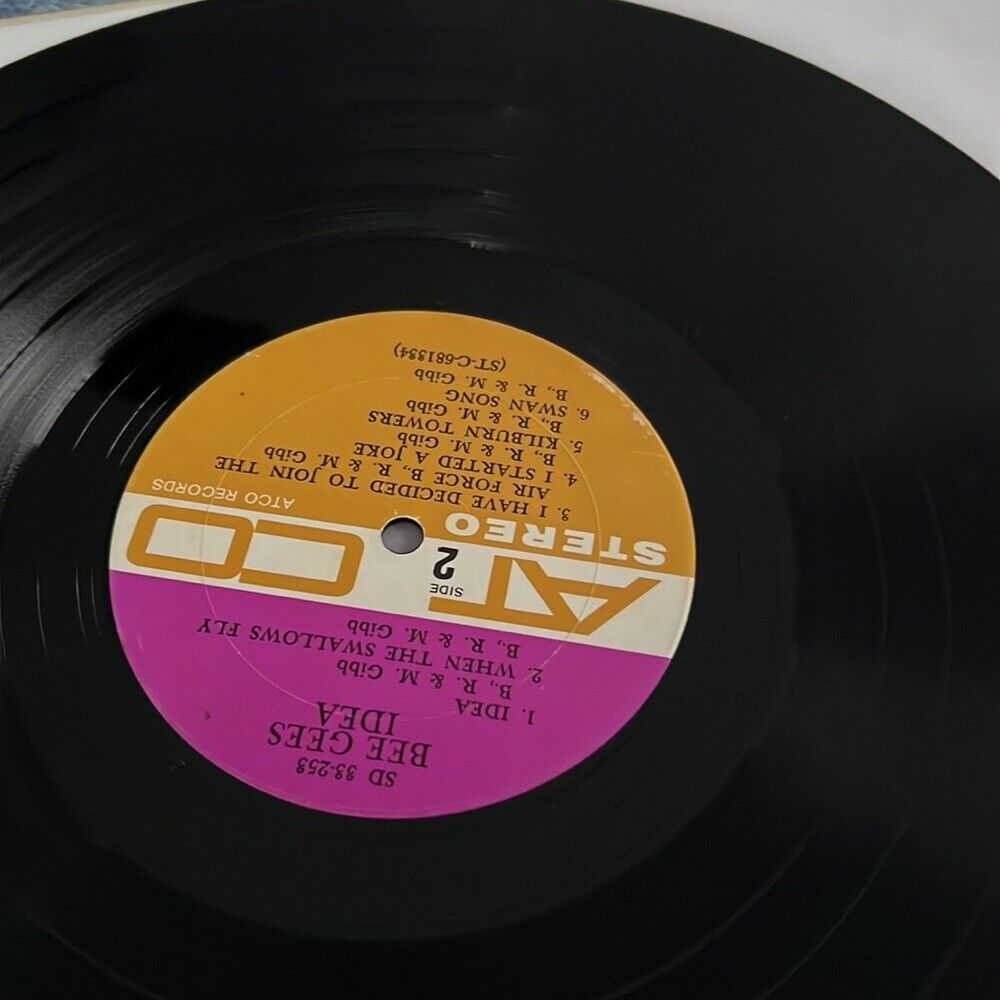 SD 33-253
BEE GEES
IDEA
1. IDEA
B., R. & M. Gibb
2. WHEN THE SWALLOWS FLY
B., R. & M. Gibb
SIDE
2
ATCO
STEREO
ATCO RECORDS
3. I HAVE DECIDED TO JOIN THE
AIR FORCE B., R. & M. Gibb
4. I STARTED A JOKE
B., R. & M. Gibb
5. KILBURN TOWERS
B., R. & M. Gibb
6. SWAN SONG
B., R. & M. Gibb
(ST-C-681334)